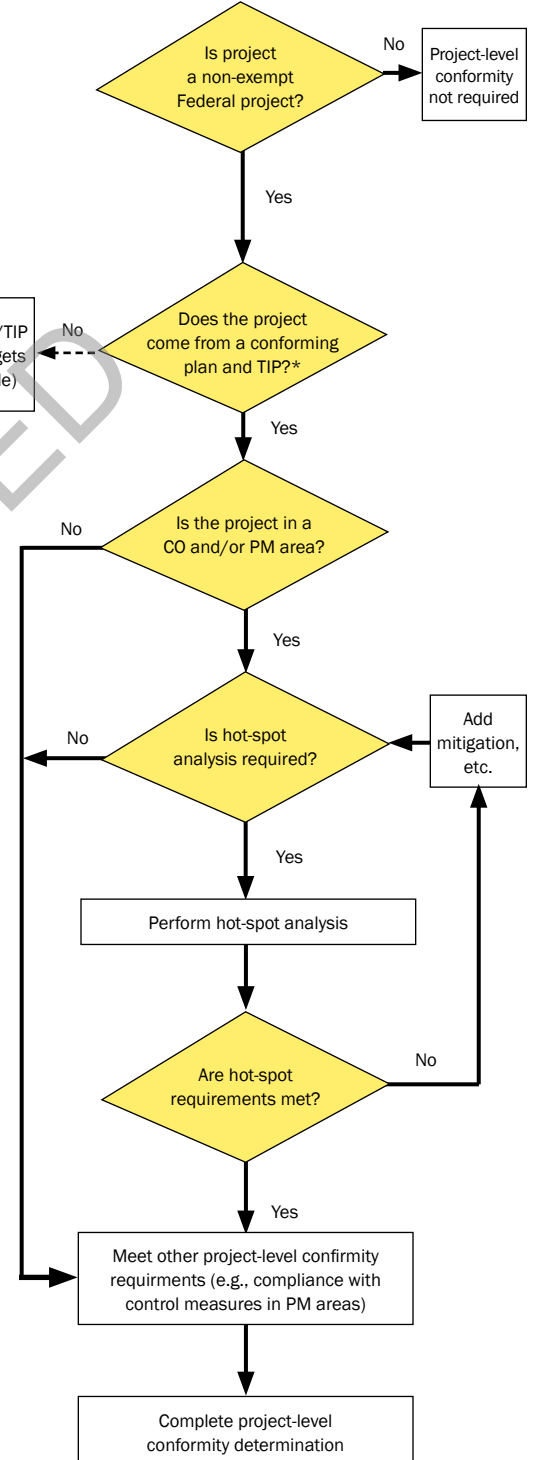 Is project
a non-exempt
Federal project?
No
Project-level
conformity
not required
Yes
Does the project
come from a conforming
plan and TIP?*
No
/TIP
Yes
Is the project in a
CO and/or PM area?
No
Yes
Is hot-spot
analysis required?
No
Add
mitigation,
etc.
Yes
Perform hot-spot analysis
Are hot-spot
requirements met?
No
Yes
Meet other project-level confirmity
requirments (e.g., compliance with
control measures in PM areas)
Complete project-level
conformity determination